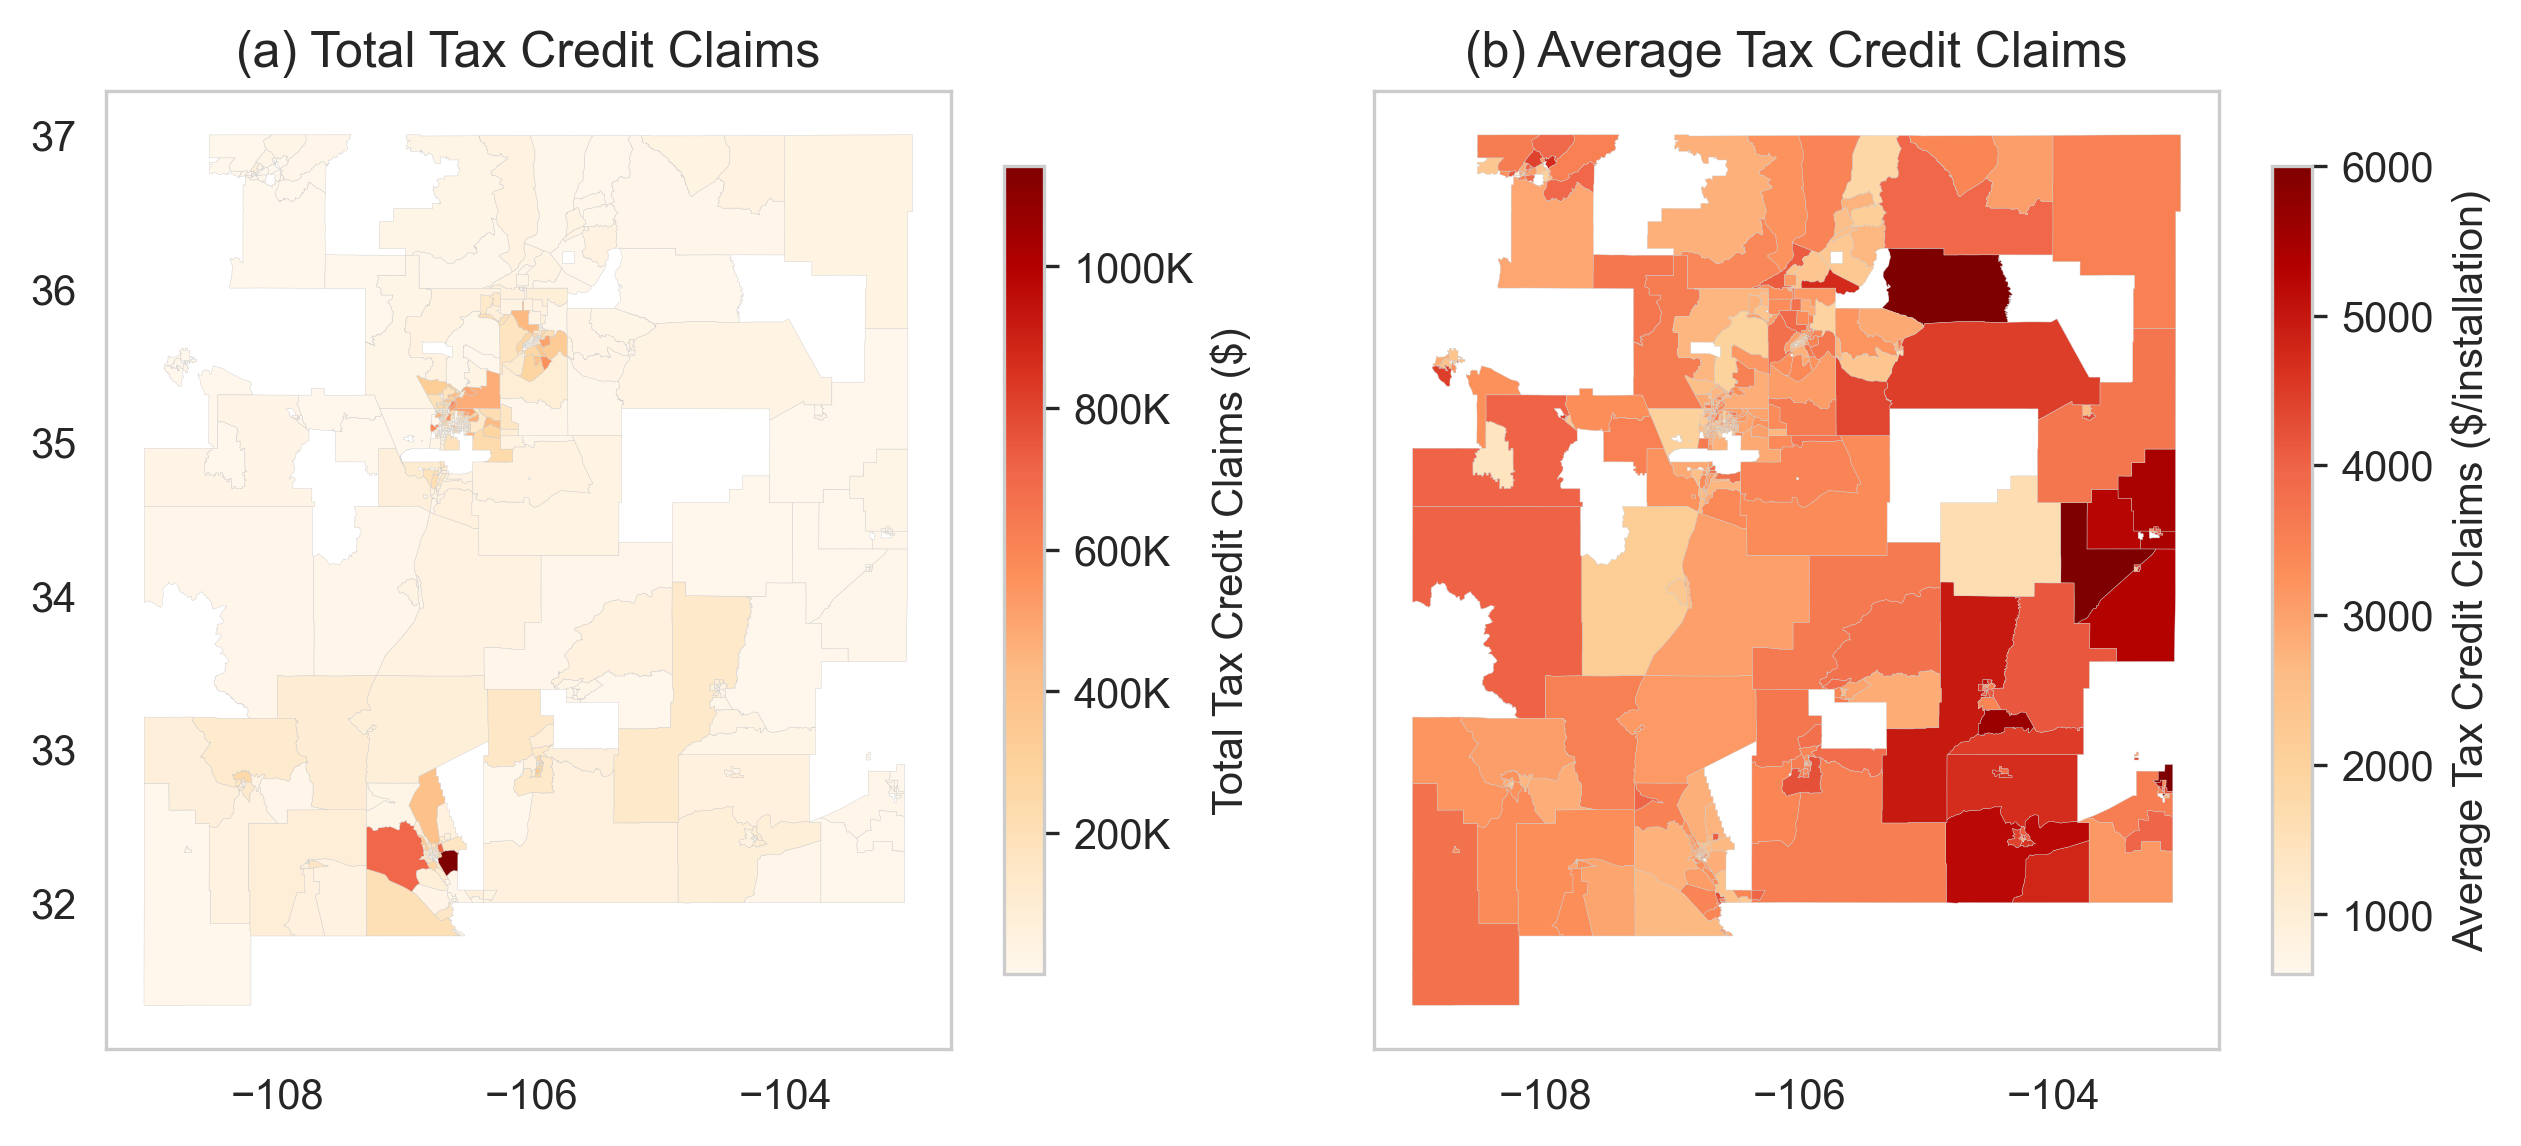 (a) Total Tax Credit Claims
37
36
35
34
33
32
−108
−106
−104
1000K
800K
600K
400K
200K
Total Tax Credit Claims ($)
(b) Average Tax Credit Claims
−108
−106
−104
6000
5000
4000
3000
2000
1000
Average Tax Credit Claims ($/installation)